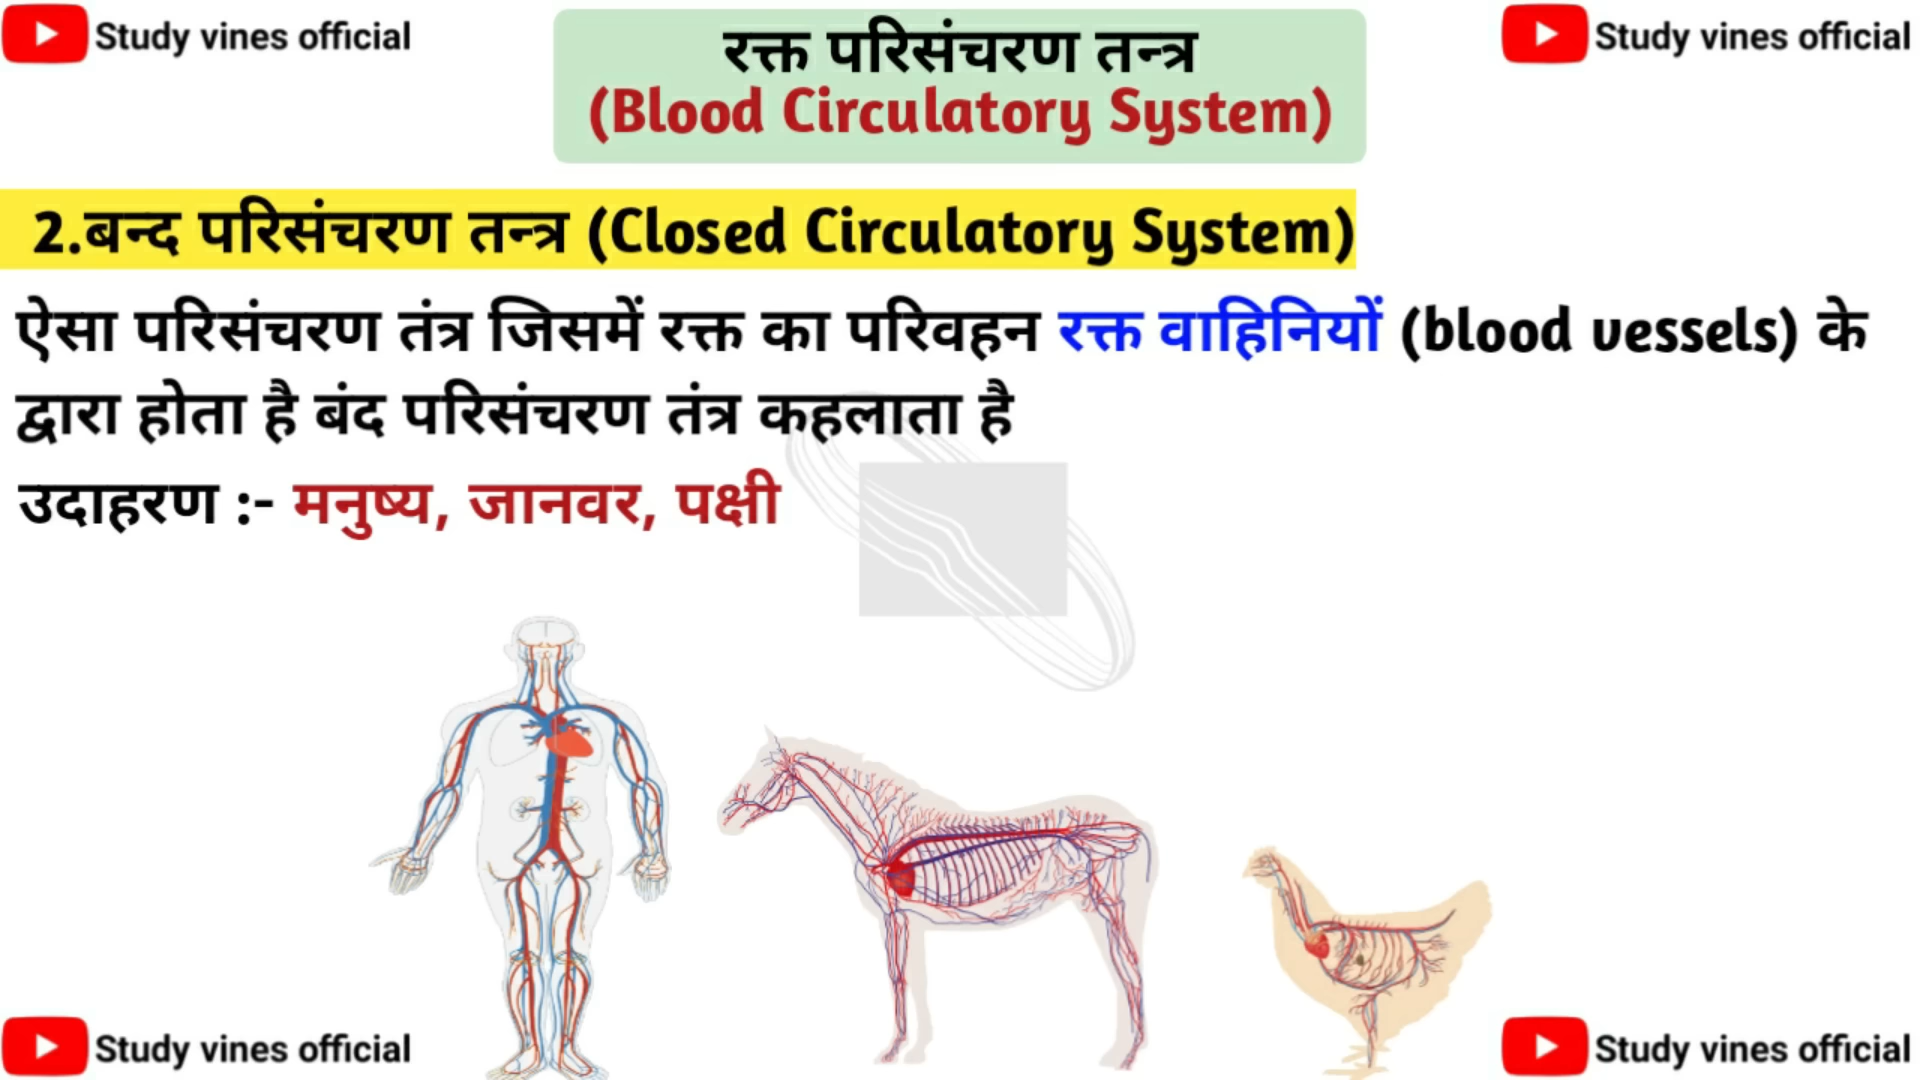 Study vines official
रक्त परिसंचरण तन्त्र
(Blood Circulatory System)
Study vines official
2.बन्द परिसंचरण तन्त्र (Closed Circulatory System)
ऐसा परिसंचरण तंत्र जिसमें रक्त का परिवहन रक्त वाहिनियों (blood vessels) के
द्वारा होता है बंद परिसंचरण तंत्र कहलाता है
उदाहरण :- मनुष्य, जानवर, पक्षी
Study vines official
Study vines official